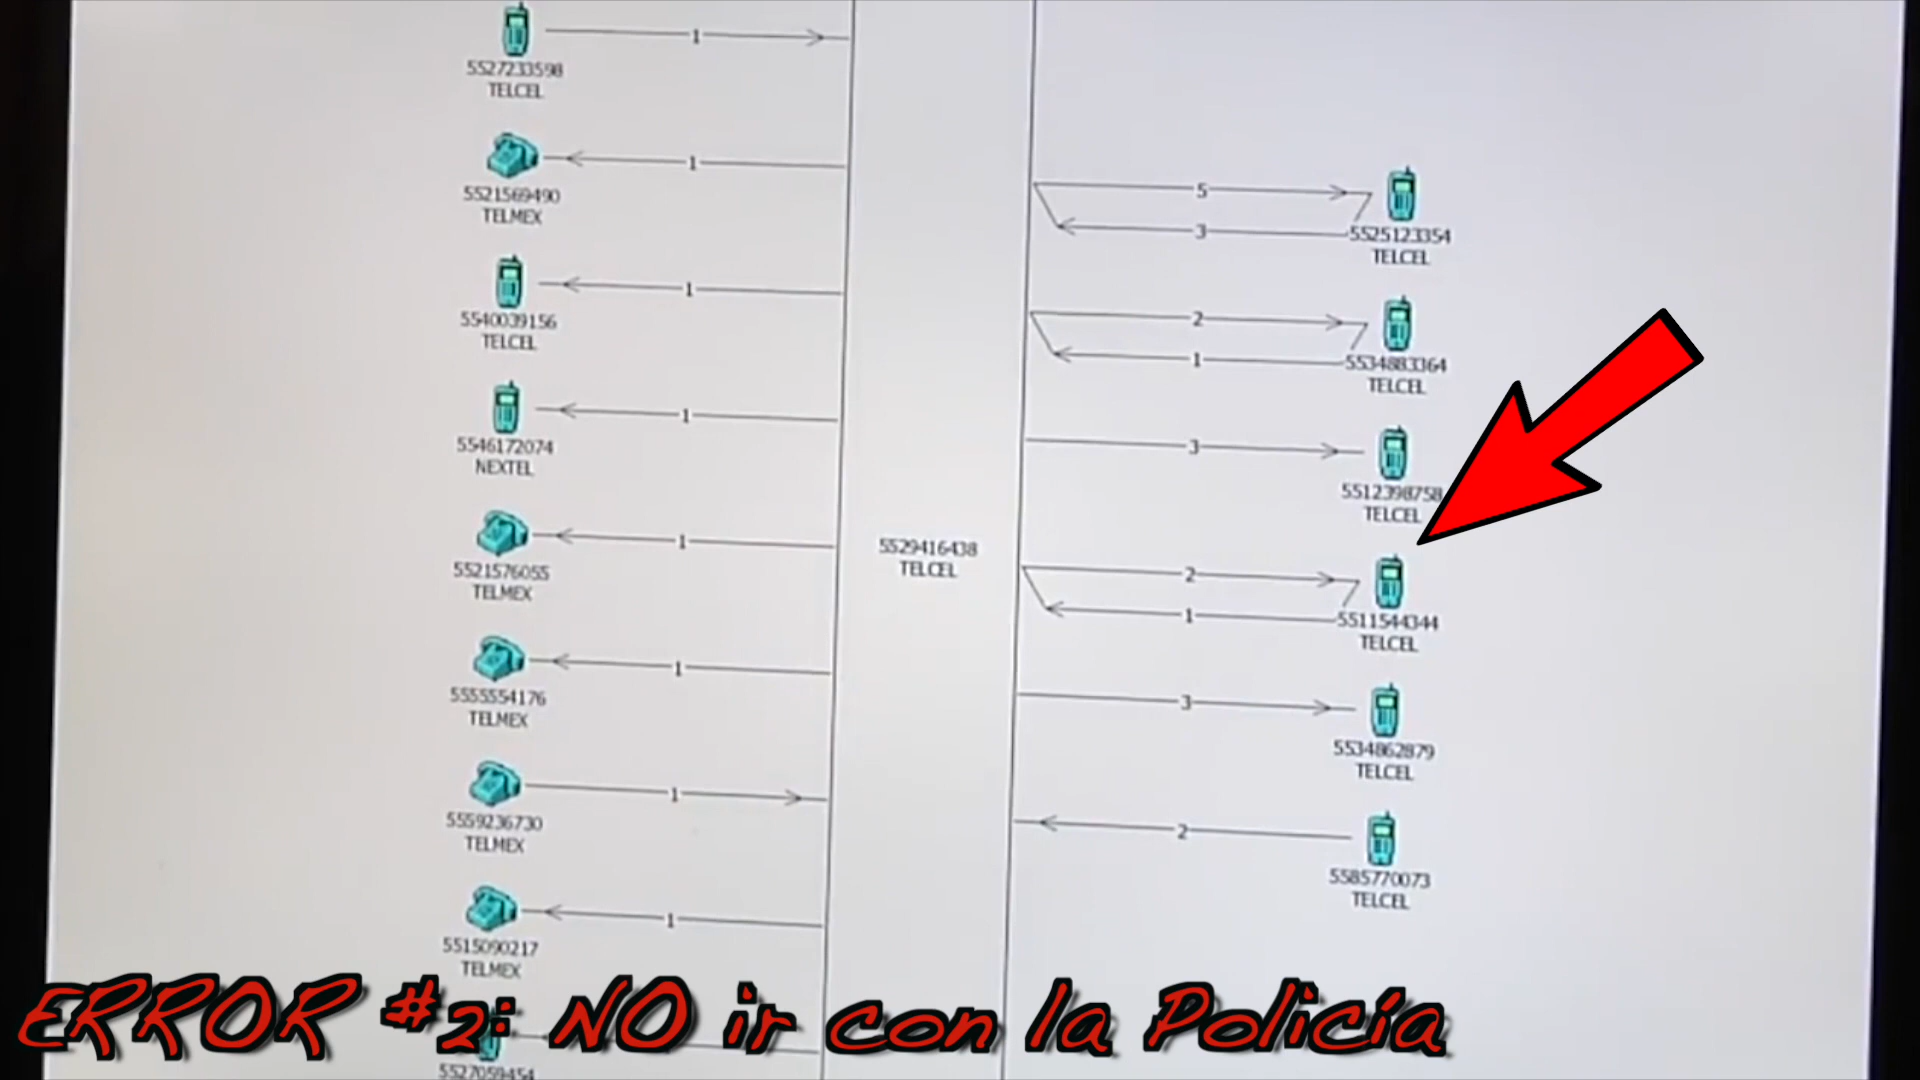 1
5527233598
TELCEL
1
5521569490
TELMEX
1
5540039156
TELCEL
1
5546172074
NEXTEL
1
5521576055
TELMEX
1
5555554176
TELMEX
1
5559236730
TELMEX
1
5515090217
TELMEX
5527059454
5529416438
TELCEL
5
3
5525123354
TELCEL
2
1
5534883364
TELCEL
3
5512398758
TELCEL
2
1
5511544344
TELCEL
3
5534862879
TELCEL
2
5585770073
TELCEL
ERROR #2: NO ir con la Policía